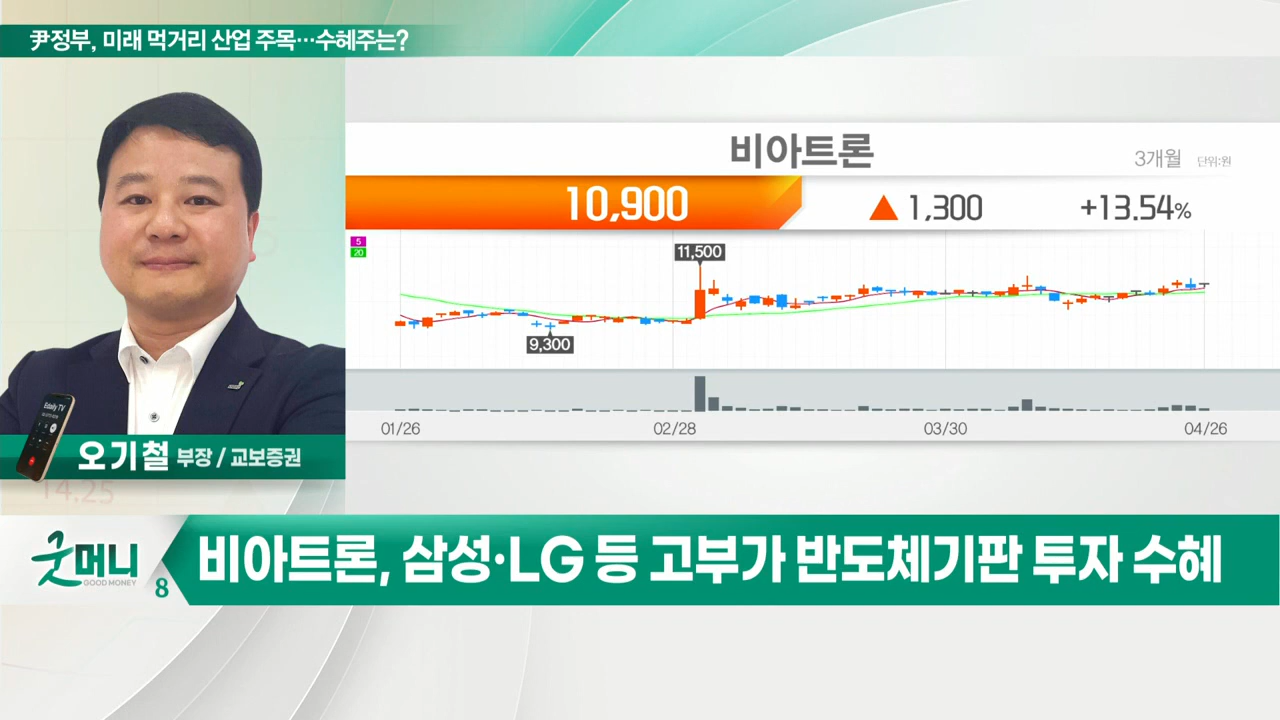 尹정부, 미래 먹거리 산업 주목…수혜주는?
비아트론
3개월 단위:원
10,900 ▲ 1,300 +13.54%
5
20
11,500
9,300
01/26 02/28 03/30 04/26
Edaily TV
오기철 부장 / 교보증권
14.25
굿머니
GOOD MONEY
8
비아트론, 삼성·LG 등 고부가 반도체기판 투자 수혜